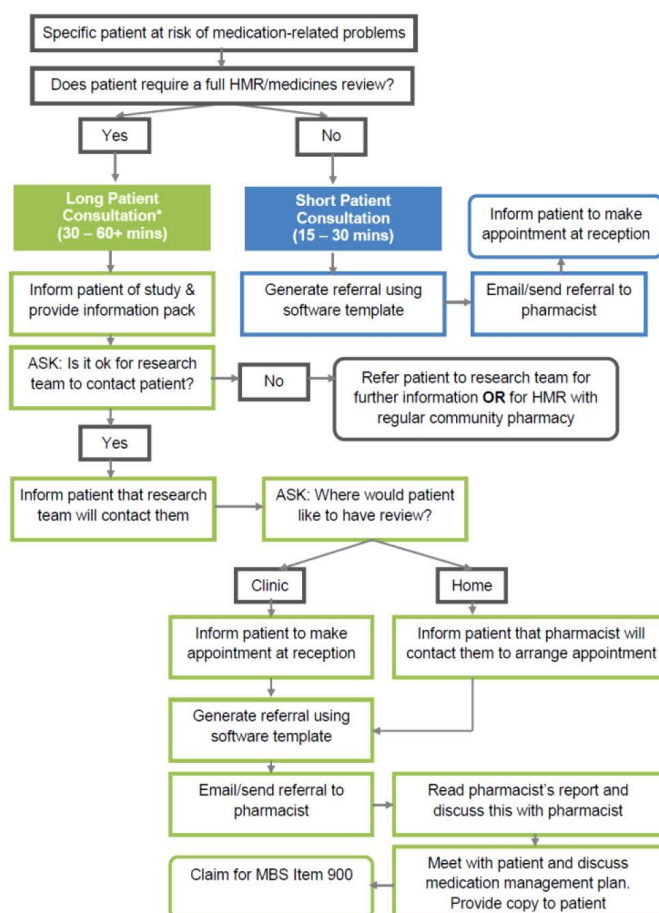 Specific patient at risk of medication-related problems
Does patient require a full HMR/medicines review?
Yes
No
Long Patient
Consultation*
(30 – 60+ mins)
Short Patient
Consultation
(15 – 30 mins)
Inform patient to make
appointment at reception
Inform patient of study &
provide information pack
Generate referral using
software template
Email/send referral to
pharmacist
ASK: Is it ok for research
team to contact patient?
No
Refer patient to research team for
further information OR for HMR with
regular community pharmacy
Yes
Inform patient that research
team will contact them
ASK: Where would patient
like to have review?
Clinic
Home
Inform patient to make
appointment at reception
Inform patient that pharmacist will
contact them to arrange appointment
Generate referral using
software template
Email/send referral to
pharmacist
Read pharmacist's report and
discuss this with pharmacist
Claim for MBS Item 900
Meet with patient and discuss
medication management plan.
Provide copy to patient